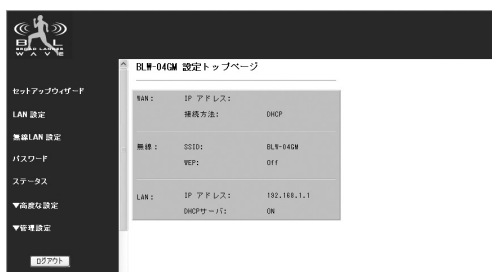 BROAD LANNER
WAVE
セットアップウィザード
LAN 設定
無線LAN 設定
パスワード
ステータス
▼高度な設定
▼管理設定
ログアウト
BLW-04GM 設定トップページ
WAN: IP アドレス:
接続方法: DHCP
無線: SSID: BLW-04GM
WEP: Off
LAN: IP アドレス: 192.168.1.1
DHCPサーバ: ON